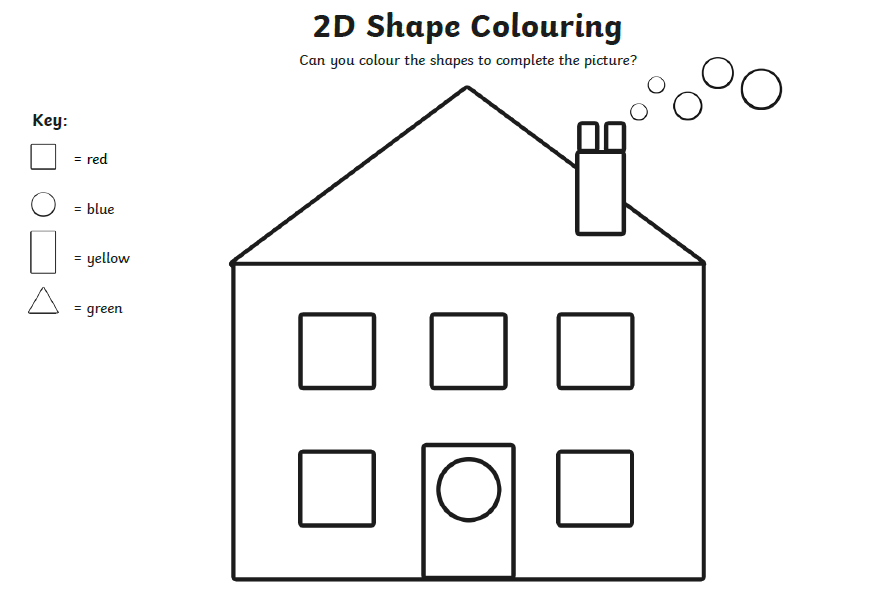 2D Shape Colouring
Can you colour the shapes to complete the picture?
Key:
= red
= blue
= yellow
= green